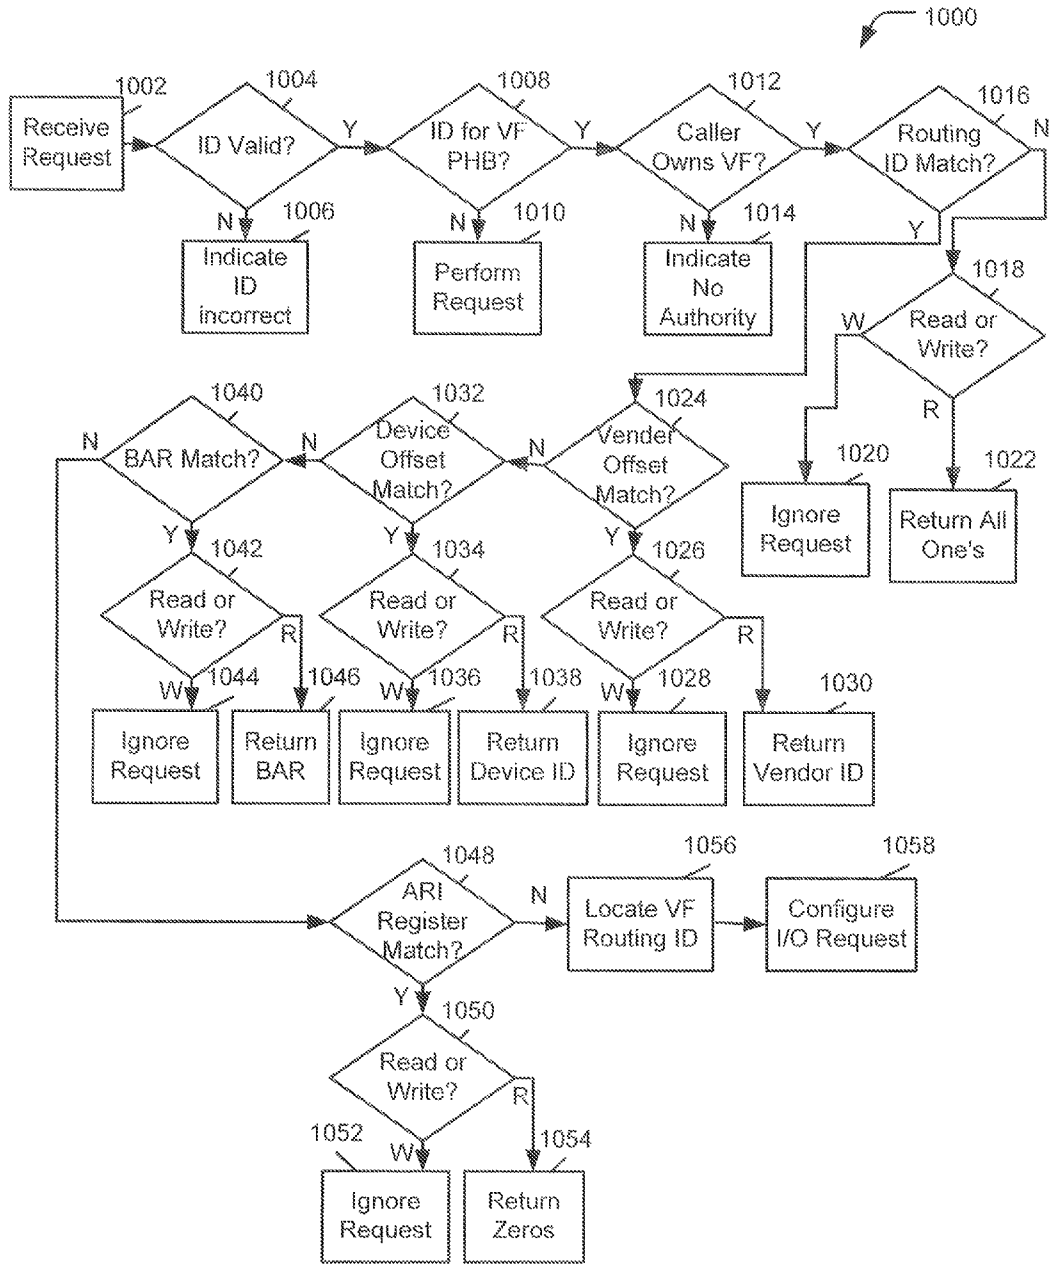 1000
1002
Receive
Request
1004
ID Valid?
Y
N
1006
Indicate
ID
incorrect
1008
ID for VF
PHB?
Y
N
1010
Perform
Request
1012
Caller
Owns VF?
Y
N
1014
Indicate
No
Authority
1016
Routing
ID Match?
N
Y
1018
Read or
Write?
W
R
1020
Ignore
Request
1022
Return All
One's
1024
Vender
Offset
Match?
N
Y
1026
Read or
Write?
R
W
1028
Ignore
Request
1030
Return
Vendor ID
1032
Device
Offset
Match?
N
Y
1034
Read or
Write?
R
W
1036
Ignore
Request
1038
Return
Device ID
1040
BAR Match?
N
Y
1042
Read or
Write?
R
W
1044
Ignore
Request
1046
Return
BAR
1048
ARI
Register
Match?
N
Y
1056
Locate VF
Routing ID
1058
Configure
I/O Request
1050
Read or
Write?
R
W
1052
Ignore
Request
1054
Return
Zeros